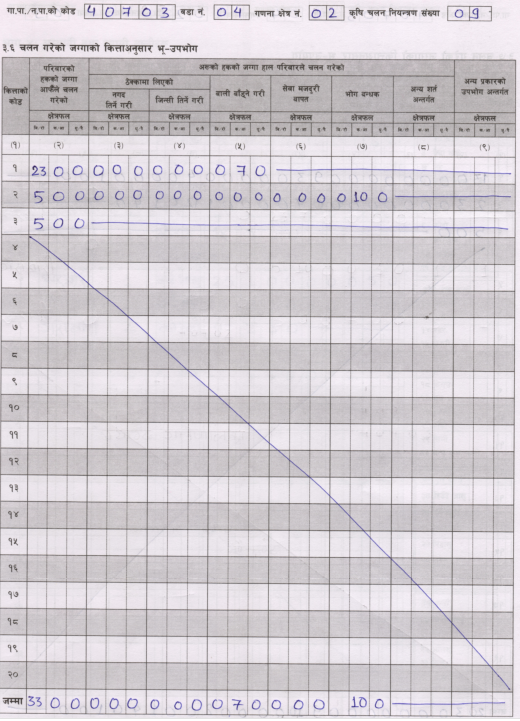 गा.पा./न.पा.को कोड 4 0 7 0 3 वडा नं. 0 4 गणना क्षेत्र नं. 0 2 कृषि चलन नियन्त्रण संख्या 0 9
३.६ चलन गरेको जग्गाको किलाअनुसार भू-उपभोग
किलाको कोड परिवारको हकको जग्गा आफैंले चलन गरेको अरूको हकको जग्गा हाल परिवारले चलन गरेको अन्य प्रकारको उपभोग अन्तर्गत
ठेक्कामा लिएको बाली बाँड्ने गरी सेवा मजदुरी बापत भोग बन्धक अन्य शर्त अन्तर्गत
नगद तिर्ने गरी जिन्सी तिर्ने गरी
क्षेत्रफल क्षेत्रफल क्षेत्रफल क्षेत्रफल क्षेत्रफल क्षेत्रफल क्षेत्रफल क्षेत्रफल
(१) (२) (३) (४) (५) (६) (७) (८) (९)
१ 23 0 0 0 0 0 0 0 0 0 7 0
२ 5 0 0 0 0 0 0 0 0 0 0 0 0 0 0 0 10 0
३ 5 0 0
४
५
६
७
८
९
१०
११
१२
१३
१४
१५
१६
१७
१८
१९
२०
जम्मा 33 0 0 0 0 0 0 0 0 0 7 0 0 0 0 10 0